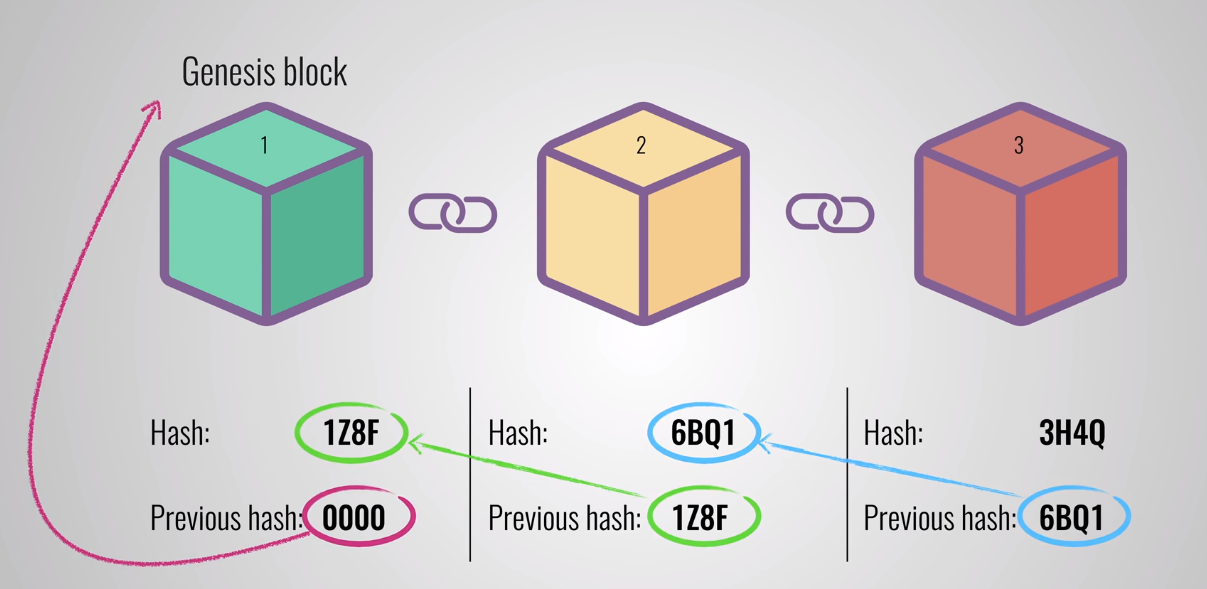 Genesis block
1
2
3
Hash: 1Z8F
Previous hash: 0000
Hash: 6BQ1
Previous hash: 1Z8F
Hash: 3H4Q
Previous hash: 6BQ1